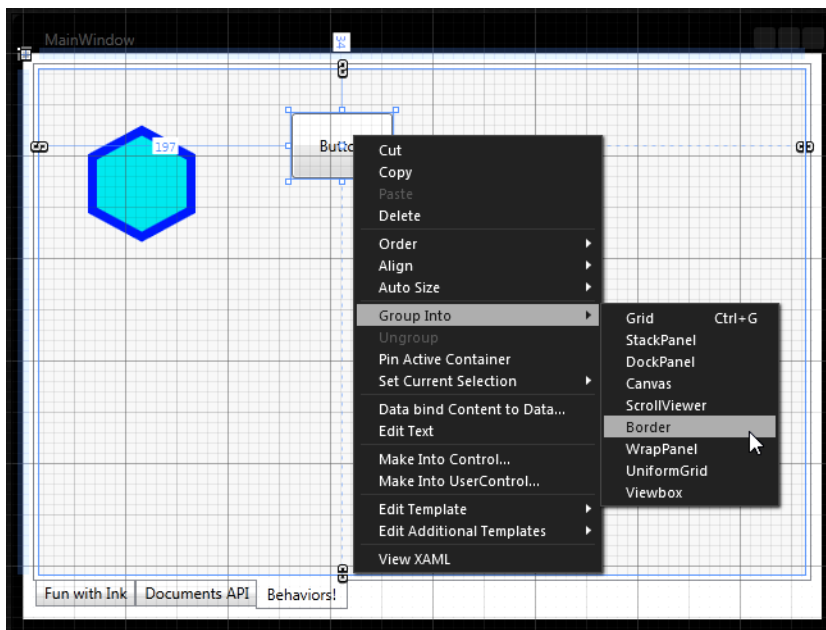 MainWindow
34
197
Butto
Cut
Copy
Paste
Delete
Order
Align
Auto Size
Group Into
Ungroup
Pin Active Container
Set Current Selection
Data bind Content to Data...
Edit Text
Make Into Control...
Make Into UserControl...
Edit Template
Edit Additional Templates
View XAML
Grid Ctrl+G
StackPanel
DockPanel
Canvas
ScrollViewer
Border
WrapPanel
UniformGrid
Viewbox
Fun with Ink Documents API Behaviors!